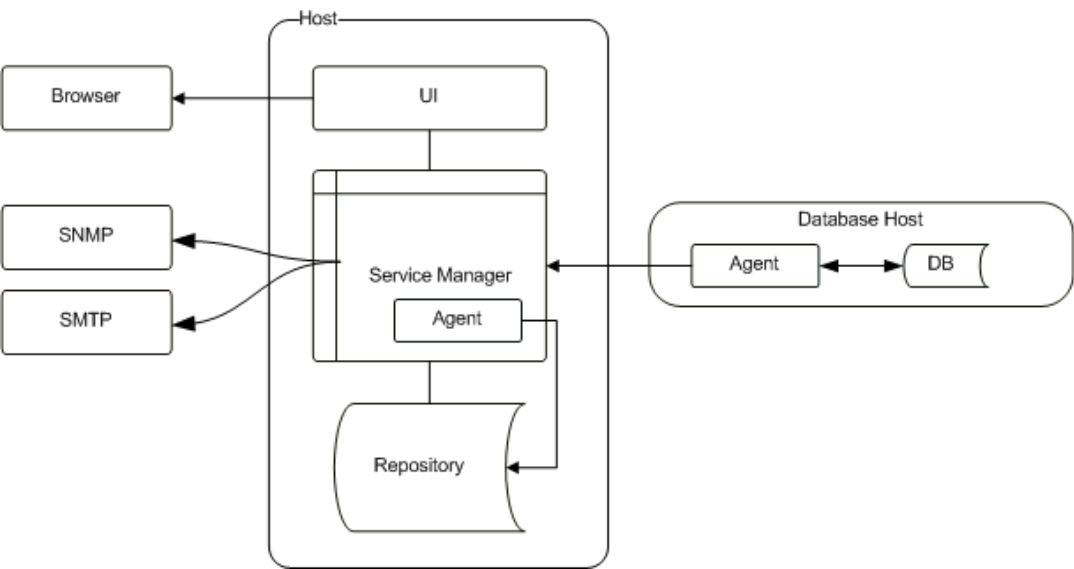 Host
Browser
UI
SNMP
Database Host
Agent
DB
Service Manager
SMTP
Agent
Repository